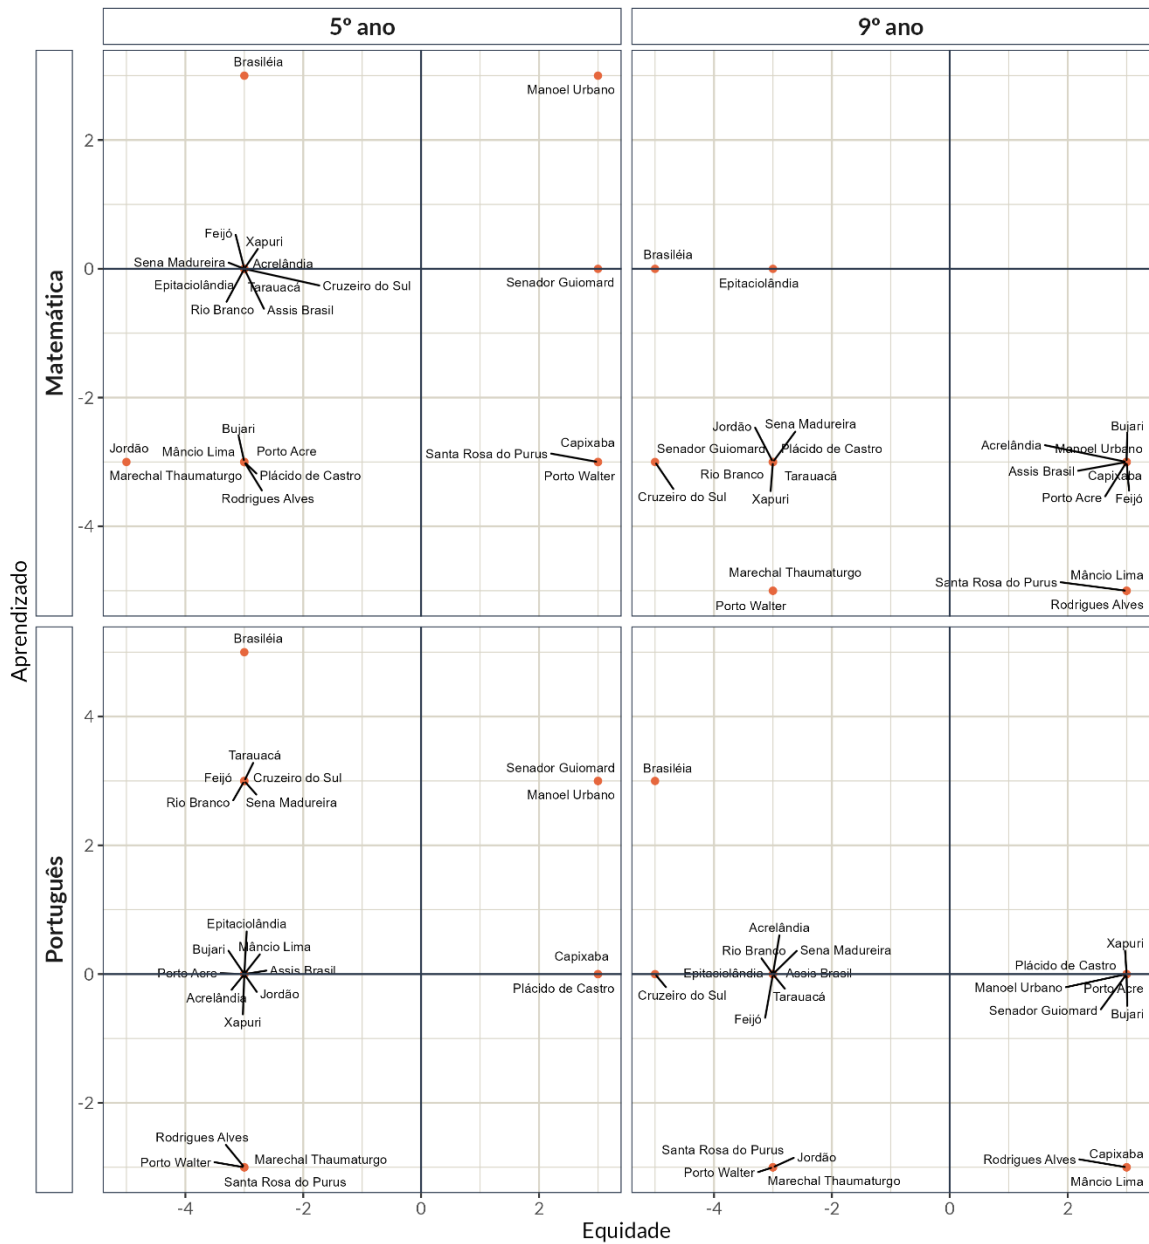 5º ano
9º ano
Matemática
Português
Aprendizado
Equidade
2
0
-2
-4
4
2
0
-2
-4
-2
0
2
-4
-2
0
2
Brasiléia
Manoel Urbano
Feijó
Xapuri
Sena Madureira
Acrelândia
Epitaciolândia
Tarauacá
Cruzeiro do Sul
Rio Branco
Assis Brasil
Senador Guiomard
Bujari
Jordão
Mâncio Lima
Porto Acre
Marechal Thaumaturgo
Plácido de Castro
Rodrigues Alves
Capixaba
Santa Rosa do Purus
Porto Walter
Brasiléia
Epitaciolândia
Jordão
Sena Madureira
Senador Guiomard
Plácido de Castro
Rio Branco
Tarauacá
Cruzeiro do Sul
Xapuri
Bujari
Acrelândia
Manoel Urbano
Assis Brasil
Capixaba
Porto Acre
Feijó
Marechal Thaumaturgo
Porto Walter
Mâncio Lima
Santa Rosa do Purus
Rodrigues Alves
Brasiléia
Tarauacá
Feijó
Cruzeiro do Sul
Rio Branco
Sena Madureira
Senador Guiomard
Manoel Urbano
Epitaciolândia
Bujari
Mâncio Lima
Porto Acre
Assis Brasil
Acrelândia
Jordão
Xapuri
Capixaba
Plácido de Castro
Rodrigues Alves
Porto Walter
Marechal Thaumaturgo
Santa Rosa do Purus
Brasiléia
Acrelândia
Rio Branco
Sena Madureira
Epitaciolândia
Assis Brasil
Cruzeiro do Sul
Tarauacá
Feijó
Xapuri
Plácido de Castro
Manoel Urbano
Porto Acre
Senador Guiomard
Bujari
Santa Rosa do Purus
Jordão
Porto Walter
Marechal Thaumaturgo
Capixaba
Rodrigues Alves
Mâncio Lima